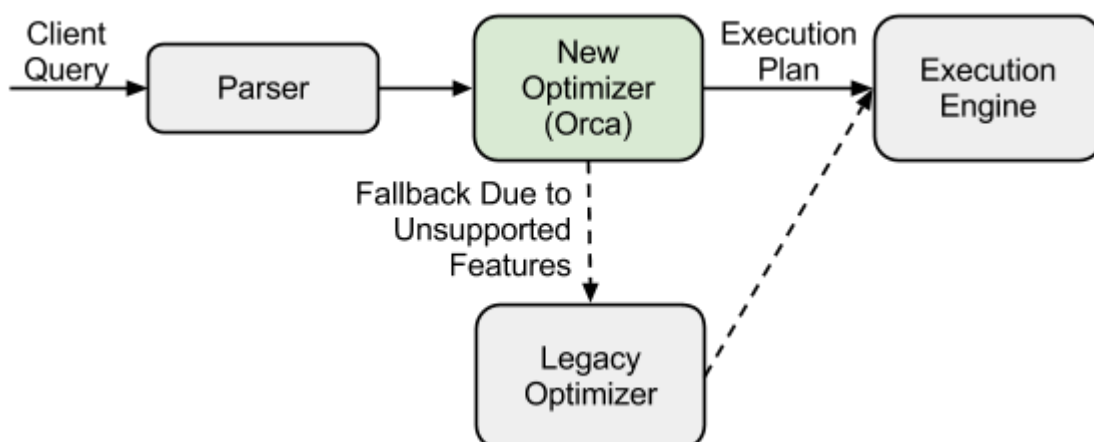 Client
Query
Parser
New
Optimizer
(Orca)
Execution
Plan
Execution
Engine
Fallback Due to
Unsupported
Features
Legacy
Optimizer